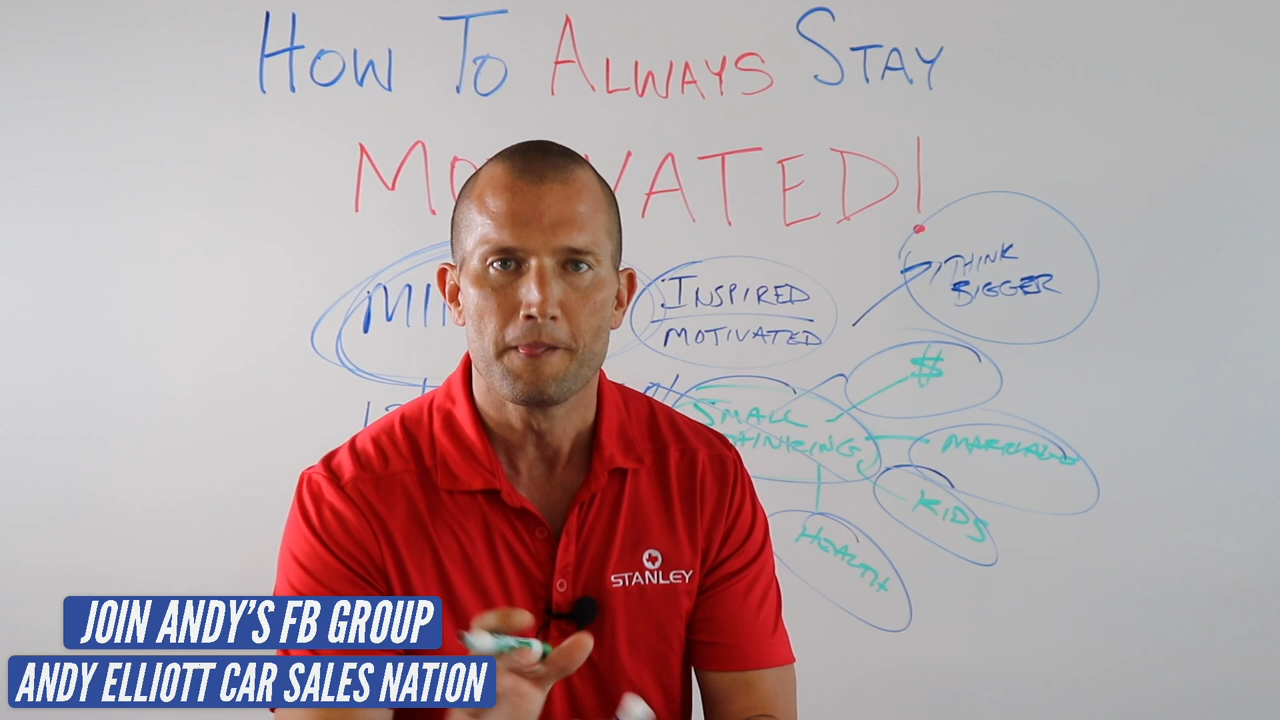 HOW TO ALWAYS STAY
MOTIVATED!
INSPIRED
MOTIVATED
THINK
BIGGER
$
SMALL
THINKING
MARRIAGE
KIDS
HEALTH
STANLEY
JOIN ANDY'S FB GROUP
ANDY ELLIOTT CAR SALES NATION